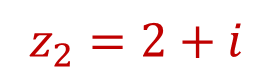 z₂ = 2 + i